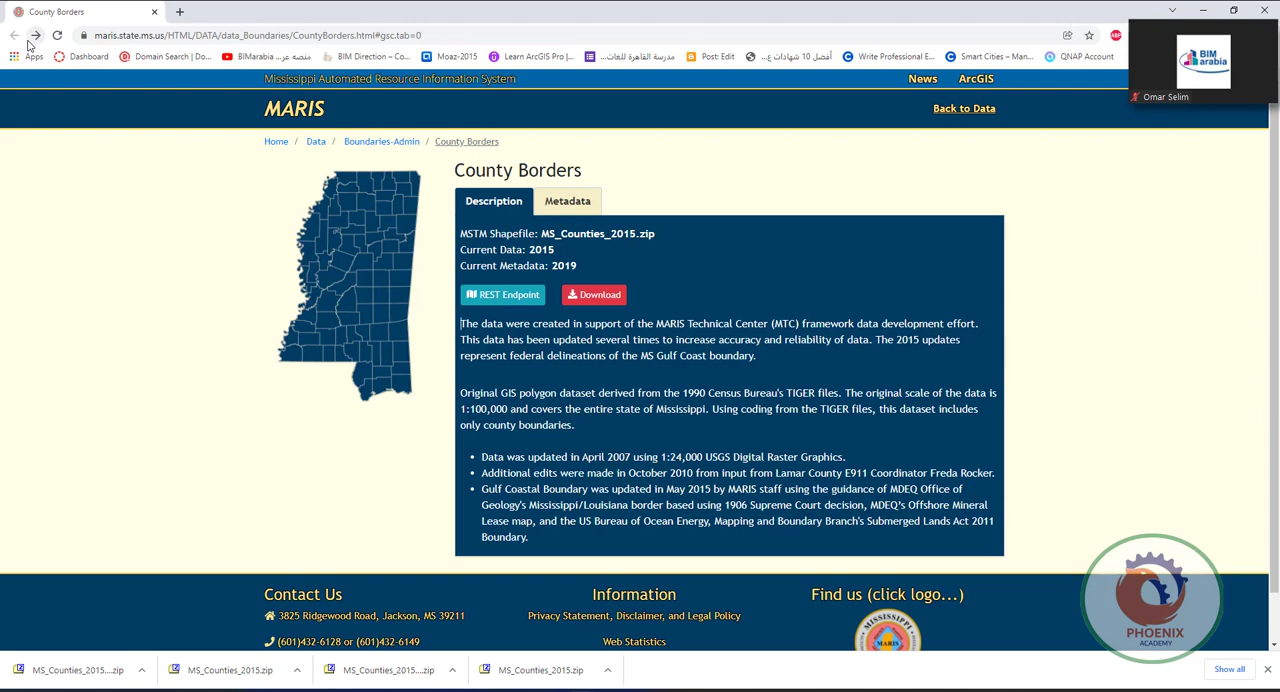 County Borders
maris.state.ms.us/HTML/DATA/data_Boundaries/CountyBorders.html#gsc.tab=0
ABP
Apps
Dashboard
Domain Search | Do...
BIMarabia منصه عر...
BIM Direction – Co...
Moaz-2015
Learn ArcGIS Pro |...
مدرسة القاهرة للغات...
Post: Edit
أفضل 10 شهادات ع...
Write Professional E...
Smart Cities – Man...
QNAP Account
BIM
arabia
Omar Selim
Mississippi Automated Resource Information System
News
ArcGIS
MARIS
Back to Data
Home / Data / Boundaries-Admin / County Borders
County Borders
Description
Metadata
MSTM Shapefile: MS_Counties_2015.zip
Current Data: 2015
Current Metadata: 2019
REST Endpoint
Download
The data were created in support of the MARIS Technical Center (MTC) framework data development effort.
This data has been updated several times to increase accuracy and reliability of data. The 2015 updates
represent federal delineations of the MS Gulf Coast boundary.
Original GIS polygon dataset derived from the 1990 Census Bureau's TIGER files. The original scale of the data is
1:100,000 and covers the entire state of Mississippi. Using coding from the TIGER files, this dataset includes
only county boundaries.
• Data was updated in April 2007 using 1:24,000 USGS Digital Raster Graphics.
• Additional edits were made in October 2010 from input from Lamar County E911 Coordinator Freda Rocker.
• Gulf Coastal Boundary was updated in May 2015 by MARIS staff using the guidance of MDEQ Office of
Geology's Mississippi/Louisiana border based using 1906 Supreme Court decision, MDEQ's Offshore Mineral
Lease map, and the US Bureau of Ocean Energy, Mapping and Boundary Branch's Submerged Lands Act 2011
Boundary.
Contact Us
3825 Ridgewood Road, Jackson, MS 39211
(601)432-6128 or (601)432-6149
Information
Privacy Statement, Disclaimer, and Legal Policy
Web Statistics
Find us (click logo...)
MISSISSIPPI
MARIS
PHOENIX
ACADEMY
MS_Counties_2015....zip
MS_Counties_2015.zip
MS_Counties_2015....zip
MS_Counties_2015.zip
Show all